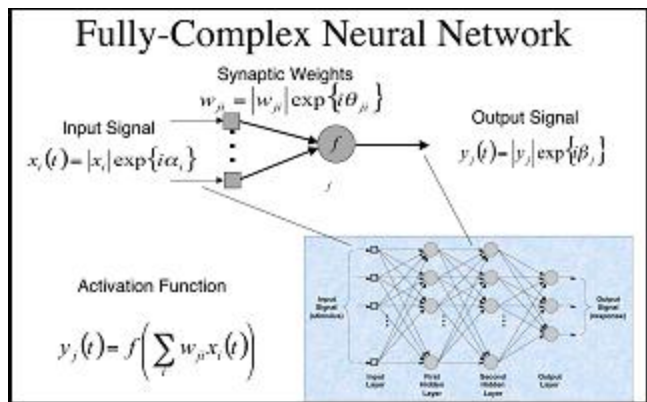 Fully-Complex Neural Network
Synaptic Weights
w_ji = |w_ji| exp{iθ_ji}
Input Signal
x_i(t) = |x_i| exp{iα_i}
f
j
Output Signal
y_j(t) = |y_j| exp{iβ_j}
Activation Function
y_j(t) = f(∑_i w_ji x_i(t))
Input
Signal
(stimulus)
Output
Signal
(response)
Input
Layer
First
Hidden
Layer
Second
Hidden
Layer
Output
Layer